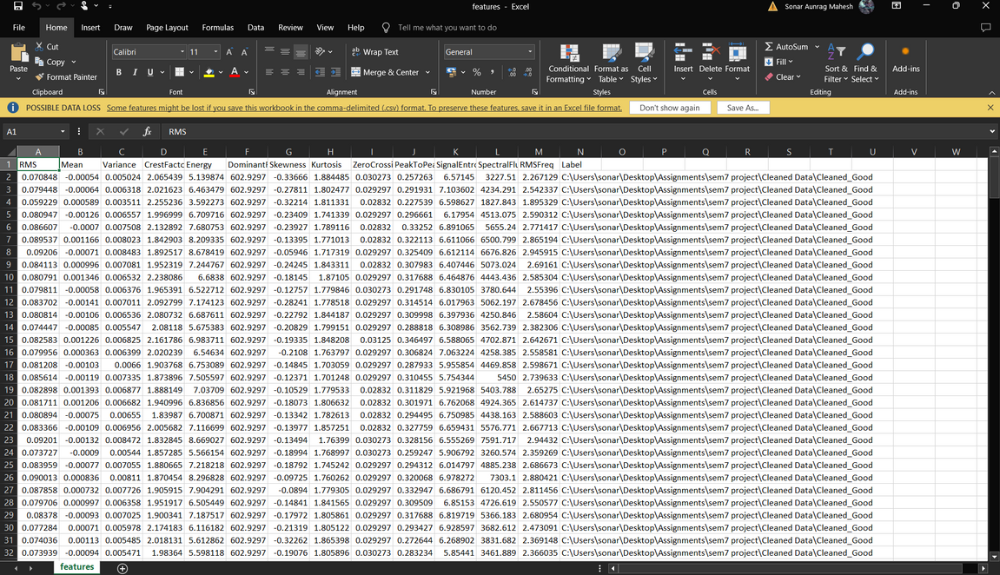 features - Excel
Sonar Aunrag Mahesh
File Home Insert Draw Page Layout Formulas Data Review View Help Tell me what you want to do
Paste Cut Copy Format Painter Clipboard
Calibri 11 B I U A Font
Wrap Text Merge & Center Alignment
General % , Number
Conditional Formatting Format as Table Cell Styles Styles
Insert Delete Format Cells
AutoSum Fill Clear Sort & Filter Find & Select Editing
Add-ins Add-ins
POSSIBLE DATA LOSS Some features might be lost if you save this workbook in the comma-delimited (.csv) format. To preserve these features, save it in an Excel file format. Don't show again Save As...
A1 fx RMS
A B C D E F G H I J K L M N O P Q R S T U V W
1 RMS Mean Variance CrestFacto Energy DominantF Skewness Kurtosis ZeroCrossi PeakToPea SignalEntro SpectralFlu RMSFreq Label
2 0.070848 -0.00054 0.005024 2.065439 5.139874 602.9297 -0.33666 1.884485 0.030273 0.257263 6.57145 3227.51 2.267129 C:\Users\sonar\Desktop\Assignments\sem7 project\Cleaned Data\Cleaned_Good
3 0.079448 -0.00064 0.006318 2.021623 6.463479 602.9297 -0.27811 1.802477 0.029297 0.291931 7.103602 4234.291 2.542337 C:\Users\sonar\Desktop\Assignments\sem7 project\Cleaned Data\Cleaned_Good
4 0.059229 0.000589 0.003511 2.255236 3.592273 602.9297 -0.32214 1.811331 0.02832 0.227539 6.598627 1827.843 1.895329 C:\Users\sonar\Desktop\Assignments\sem7 project\Cleaned Data\Cleaned_Good
5 0.080947 -0.00126 0.006557 1.996999 6.709716 602.9297 -0.23409 1.741339 0.029297 0.296661 6.17954 4513.075 2.590312 C:\Users\sonar\Desktop\Assignments\sem7 project\Cleaned Data\Cleaned_Good
6 0.086607 -0.0007 0.007508 2.132892 7.680753 602.9297 -0.23927 1.789116 0.02832 0.33252 6.891065 5655.24 2.771417 C:\Users\sonar\Desktop\Assignments\sem7 project\Cleaned Data\Cleaned_Good
7 0.089537 0.001166 0.008023 1.842903 8.209335 602.9297 -0.13395 1.771013 0.02832 0.322113 6.611066 6500.799 2.865194 C:\Users\sonar\Desktop\Assignments\sem7 project\Cleaned Data\Cleaned_Good
8 0.09206 -0.00071 0.008483 1.892517 8.678419 602.9297 -0.05946 1.717319 0.029297 0.325409 6.612114 6676.826 2.945915 C:\Users\sonar\Desktop\Assignments\sem7 project\Cleaned Data\Cleaned_Good
9 0.084113 0.000996 0.007081 1.952319 7.244767 602.9297 -0.24245 1.843311 0.02832 0.307983 6.407446 5073.024 2.69161 C:\Users\sonar\Desktop\Assignments\sem7 project\Cleaned Data\Cleaned_Good
10 0.080791 0.001346 0.006532 2.238086 6.6838 602.9297 -0.18145 1.87105 0.029297 0.317688 6.464876 4443.436 2.585304 C:\Users\sonar\Desktop\Assignments\sem7 project\Cleaned Data\Cleaned_Good
11 0.079811 -0.00058 0.006376 1.965391 6.522712 602.9297 -0.12757 1.779846 0.030273 0.291748 6.830105 3780.644 2.55396 C:\Users\sonar\Desktop\Assignments\sem7 project\Cleaned Data\Cleaned_Good
12 0.083702 -0.00141 0.007011 2.092799 7.174123 602.9297 -0.28241 1.778518 0.029297 0.314514 6.017963 5062.197 2.678456 C:\Users\sonar\Desktop\Assignments\sem7 project\Cleaned Data\Cleaned_Good
13 0.080814 -0.00106 0.006536 2.080732 6.687611 602.9297 -0.22792 1.844187 0.029297 0.309998 6.397936 4250.846 2.58604 C:\Users\sonar\Desktop\Assignments\sem7 project\Cleaned Data\Cleaned_Good
14 0.074447 -0.00085 0.005547 2.08118 5.675383 602.9297 -0.20829 1.799151 0.029297 0.288818 6.308986 3562.739 2.382306 C:\Users\sonar\Desktop\Assignments\sem7 project\Cleaned Data\Cleaned_Good
15 0.082583 0.001226 0.006825 2.161786 6.983711 602.9297 -0.19335 1.848208 0.03125 0.346497 6.588065 4702.871 2.642671 C:\Users\sonar\Desktop\Assignments\sem7 project\Cleaned Data\Cleaned_Good
16 0.079956 0.000363 0.006399 2.020239 6.54634 602.9297 -0.2108 1.763797 0.029297 0.306824 7.063224 4258.385 2.558581 C:\Users\sonar\Desktop\Assignments\sem7 project\Cleaned Data\Cleaned_Good
17 0.081208 -0.00103 0.0066 1.903768 6.753089 602.9297 -0.14845 1.703059 0.029297 0.287933 5.955854 4469.858 2.598671 C:\Users\sonar\Desktop\Assignments\sem7 project\Cleaned Data\Cleaned_Good
18 0.085614 -0.00119 0.007335 1.873896 7.505597 602.9297 -0.12371 1.701248 0.029297 0.310455 5.754344 5450 2.739633 C:\Users\sonar\Desktop\Assignments\sem7 project\Cleaned Data\Cleaned_Good
19 0.082898 0.001393 0.006877 1.888149 7.03709 602.9297 -0.10529 1.779533 0.02832 0.311829 5.921968 5403.788 2.65275 C:\Users\sonar\Desktop\Assignments\sem7 project\Cleaned Data\Cleaned_Good
20 0.081711 0.001206 0.006682 1.940996 6.836856 602.9297 -0.18073 1.806632 0.02832 0.301971 6.762068 4924.365 2.614737 C:\Users\sonar\Desktop\Assignments\sem7 project\Cleaned Data\Cleaned_Good
21 0.080894 -0.00075 0.00655 1.83987 6.700871 602.9297 -0.13342 1.782613 0.02832 0.294495 6.750985 4438.163 2.588603 C:\Users\sonar\Desktop\Assignments\sem7 project\Cleaned Data\Cleaned_Good
22 0.083366 -0.00109 0.006956 2.005682 7.116699 602.9297 -0.13977 1.857251 0.02832 0.327759 6.659431 5576.771 2.667713 C:\Users\sonar\Desktop\Assignments\sem7 project\Cleaned Data\Cleaned_Good
23 0.09201 -0.00132 0.008472 1.832845 8.669027 602.9297 -0.13494 1.76399 0.030273 0.328156 6.555269 7591.717 2.94432 C:\Users\sonar\Desktop\Assignments\sem7 project\Cleaned Data\Cleaned_Good
24 0.073727 -0.0009 0.00544 1.857285 5.566154 602.9297 -0.18994 1.768997 0.030273 0.259247 5.906792 3260.574 2.359269 C:\Users\sonar\Desktop\Assignments\sem7 project\Cleaned Data\Cleaned_Good
25 0.083959 -0.00077 0.007055 1.880665 7.218218 602.9297 -0.18792 1.745242 0.029297 0.294312 6.014797 4885.238 2.686673 C:\Users\sonar\Desktop\Assignments\sem7 project\Cleaned Data\Cleaned_Good
26 0.090013 0.000836 0.00811 1.870454 8.296828 602.9297 -0.09725 1.760262 0.029297 0.320068 6.978272 7303.1 2.880421 C:\Users\sonar\Desktop\Assignments\sem7 project\Cleaned Data\Cleaned_Good
27 0.087858 0.000732 0.007726 1.905915 7.904291 602.9297 -0.0894 1.779305 0.029297 0.332947 6.686791 6120.452 2.811456 C:\Users\sonar\Desktop\Assignments\sem7 project\Cleaned Data\Cleaned_Good
28 0.079706 0.000997 0.006358 1.951917 6.505449 602.9297 -0.14841 1.841565 0.029297 0.309509 6.85153 4726.619 2.550577 C:\Users\sonar\Desktop\Assignments\sem7 project\Cleaned Data\Cleaned_Good
29 0.08378 -0.00093 0.007025 1.900341 7.187517 602.9297 -0.17972 1.805861 0.029297 0.317688 6.819719 5366.183 2.680954 C:\Users\sonar\Desktop\Assignments\sem7 project\Cleaned Data\Cleaned_Good
30 0.077284 0.00071 0.005978 2.174183 6.116182 602.9297 -0.21319 1.805122 0.029297 0.293427 6.928597 3682.612 2.473091 C:\Users\sonar\Desktop\Assignments\sem7 project\Cleaned Data\Cleaned_Good
31 0.074036 0.00113 0.005485 2.018131 5.612862 602.9297 -0.32262 1.865398 0.029297 0.272644 6.268902 3831.682 2.369148 C:\Users\sonar\Desktop\Assignments\sem7 project\Cleaned Data\Cleaned_Good
32 0.073939 -0.00094 0.005471 1.98364 5.598118 602.9297 -0.19076 1.805896 0.030273 0.283234 5.85441 3461.889 2.366035 C:\Users\sonar\Desktop\Assignments\sem7 project\Cleaned Data\Cleaned_Good
features